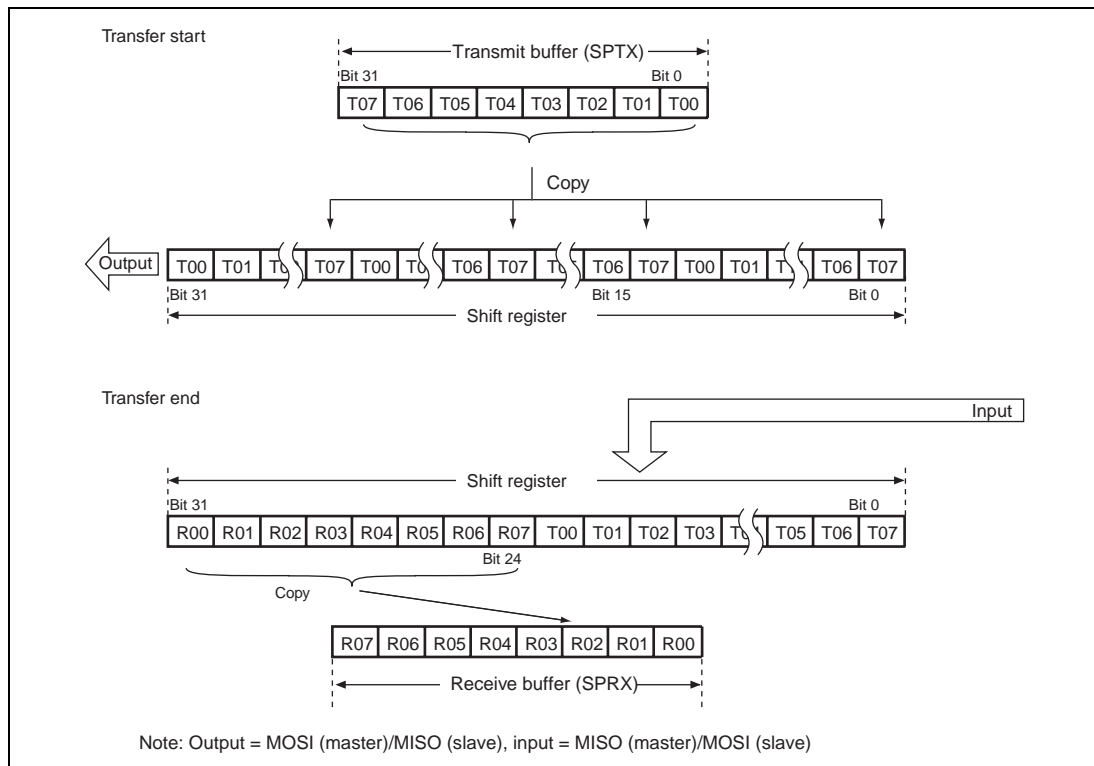 Transfer start
Transmit buffer (SPTX)
Bit 31 Bit 0
T07 T06 T05 T04 T03 T02 T01 T00
Copy
Output
T00 T01 T07 T00 T06 T07 T06 T07 T00 T01 T06 T07
Bit 31 Bit 15 Bit 0
Shift register
Transfer end
Input
Shift register
Bit 31 Bit 0
R00 R01 R02 R03 R04 R05 R06 R07 T00 T01 T02 T03 T05 T06 T07
Bit 24
Copy
R07 R06 R05 R04 R03 R02 R01 R00
Receive buffer (SPRX)
Note: Output = MOSI (master)/MISO (slave), input = MISO (master)/MOSI (slave)